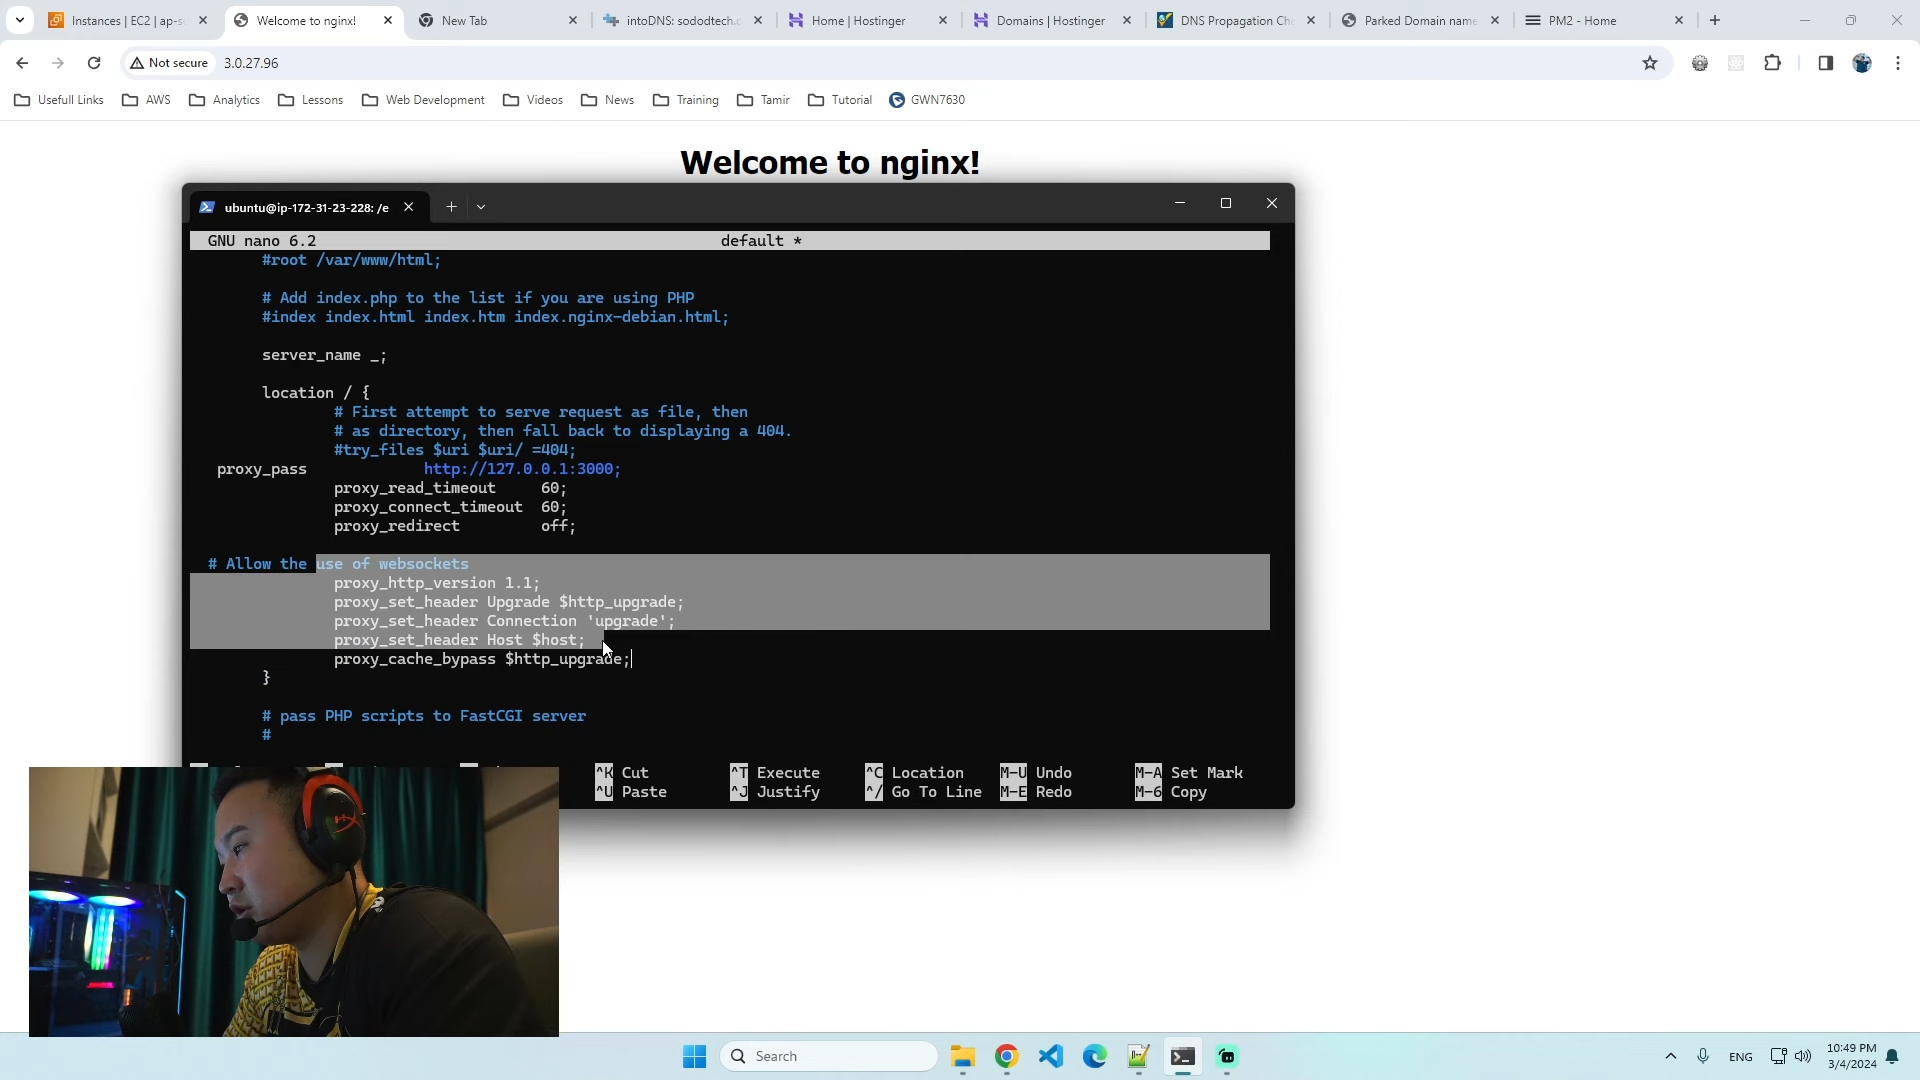 Instances | EC2 | ap-s
Welcome to nginx!
New Tab
intoDNS: sododtech.c
Home | Hostinger
Domains | Hostinger
DNS Propagation Che
Parked Domain name
PM2 - Home
Not secure
3.0.27.96
Usefull Links
AWS
Analytics
Lessons
Web Development
Videos
News
Training
Tamir
Tutorial
GWN7630
Welcome to nginx!
ubuntu@ip-172-31-23-228: /e
GNU nano 6.2
default *
#root /var/www/html;
# Add index.php to the list if you are using PHP
#index index.html index.htm index.nginx-debian.html;
server_name _;
location / {
# First attempt to serve request as file, then
# as directory, then fall back to displaying a 404.
#try_files $uri $uri/ =404;
proxy_pass http://127.0.0.1:3000;
proxy_read_timeout 60;
proxy_connect_timeout 60;
proxy_redirect off;
# Allow the use of websockets
proxy_http_version 1.1;
proxy_set_header Upgrade $http_upgrade;
proxy_set_header Connection 'upgrade';
proxy_set_header Host $host;
proxy_cache_bypass $http_upgrade;
}
# pass PHP scripts to FastCGI server
#
^K Cut
^T Execute
^C Location
M-U Undo
M-A Set Mark
^U Paste
^J Justify
^/ Go To Line
M-E Redo
M-6 Copy
Search
ENG
10:49 PM
3/4/2024